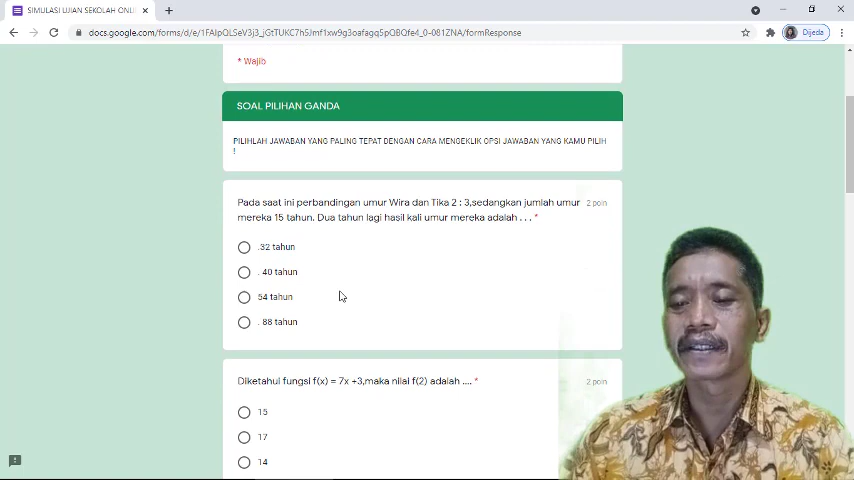 SIMULASI UJIAN SEKOLAH ONLI
docs.google.com/forms/d/e/1FAIpQLSeV3j3_jGtTUKC7h5Jmf1xw9g3oafagq5pQBQfe4_0-081ZNA/formResponse
Dijeda
* Wajib
SOAL PILIHAN GANDA
PILIHLAH JAWABAN YANG PALING TEPAT DENGAN CARA MENGEKLIK OPSI JAWABAN YANG KAMU PILIH
!
Pada saat ini perbandingan umur Wira dan Tika 2 : 3,sedangkan jumlah umur 2 poin
mereka 15 tahun. Dua tahun lagi hasil kali umur mereka adalah . . . *
.32 tahun
. 40 tahun
54 tahun
. 88 tahun
Diketahui fungsi f(x) = 7x +3,maka nilai f(2) adalah .... * 2 poin
15
17
14